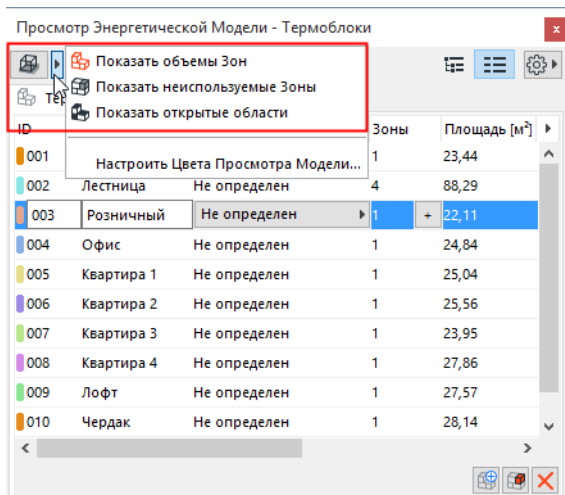 Просмотр Энергетической Модели - Термоблоки x
Показать объемы Зон
Показать неиспользуемые Зоны
Показать открытые области
Настроить Цвета Просмотра Модели...
ID Зоны Площадь [м²]
001 1 23,44
002 Лестница Не определен 4 88,29
003 Розничный Не определен 1 + 22,11
004 Офис Не определен 1 24,84
005 Квартира 1 Не определен 1 25,04
006 Квартира 2 Не определен 1 25,56
007 Квартира 3 Не определен 1 23,95
008 Квартира 4 Не определен 1 27,86
009 Лофт Не определен 1 27,57
010 Чердак Не определен 1 28,14